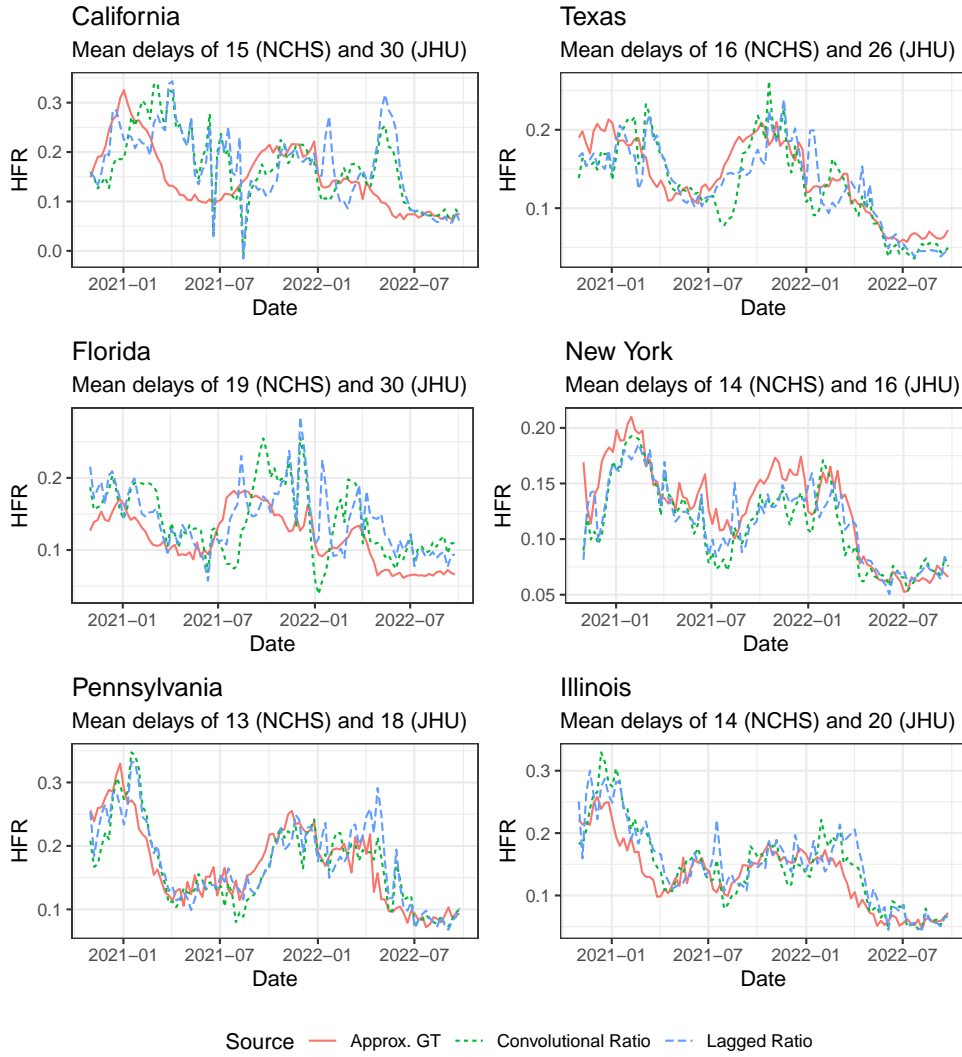 California
Mean delays of 15 (NCHS) and 30 (JHU)
HFR
0.3
0.2
0.1
0.0
2021−01 2021−07 2022−01 2022−07
Date
Texas
Mean delays of 16 (NCHS) and 26 (JHU)
HFR
0.2
0.1
2021−01 2021−07 2022−01 2022−07
Date
Florida
Mean delays of 19 (NCHS) and 30 (JHU)
HFR
0.2
0.1
2021−01 2021−07 2022−01 2022−07
Date
New York
Mean delays of 14 (NCHS) and 16 (JHU)
HFR
0.20
0.15
0.10
0.05
2021−01 2021−07 2022−01 2022−07
Date
Pennsylvania
Mean delays of 13 (NCHS) and 18 (JHU)
HFR
0.3
0.2
0.1
2021−01 2021−07 2022−01 2022−07
Date
Illinois
Mean delays of 14 (NCHS) and 20 (JHU)
HFR
0.3
0.2
0.1
2021−01 2021−07 2022−01 2022−07
Date
Source Approx. GT Convolutional Ratio Lagged Ratio